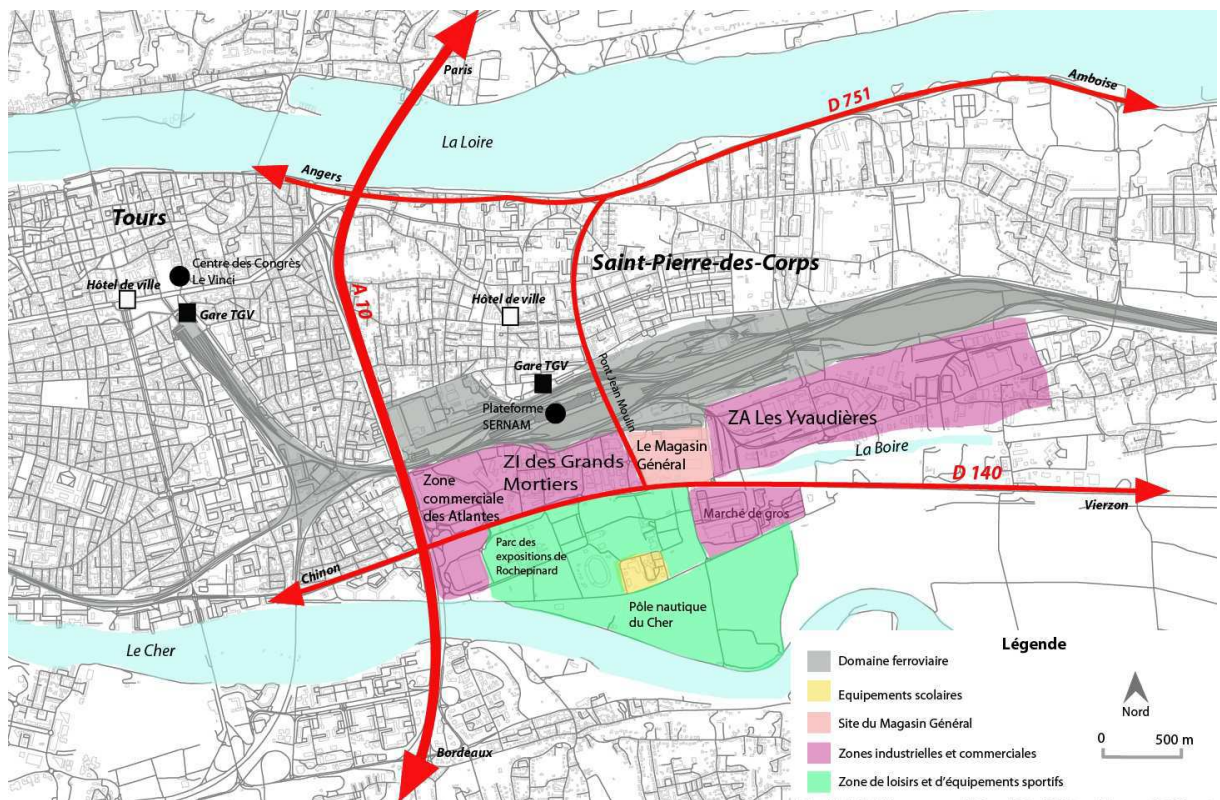 Paris
Amboise
D 751
La Loire
Angers
Tours
Centre des Congrès
Le Vinci
Saint-Pierre-des-Corps
Hôtel de ville
Hôtel de ville
Gare TGV
A 10
Gare TGV
Pont Jean Moulin
Plateforme
SERNAM
ZA Les Yvaudières
Le Magasin
Général
La Boire
ZI des Grands
Mortiers
Zone
commerciale
des Atlantes
D 140
Vierzon
Marché de gros
Parc des
expositions de
Rochepinard
Chinon
Pôle nautique
du Cher
Le Cher
Bordeaux
Légende
Domaine ferroviaire
Equipements scolaires
Site du Magasin Général
Zones industrielles et commerciales
Zone de loisirs et d'équipements sportifs
Nord
0 500 m